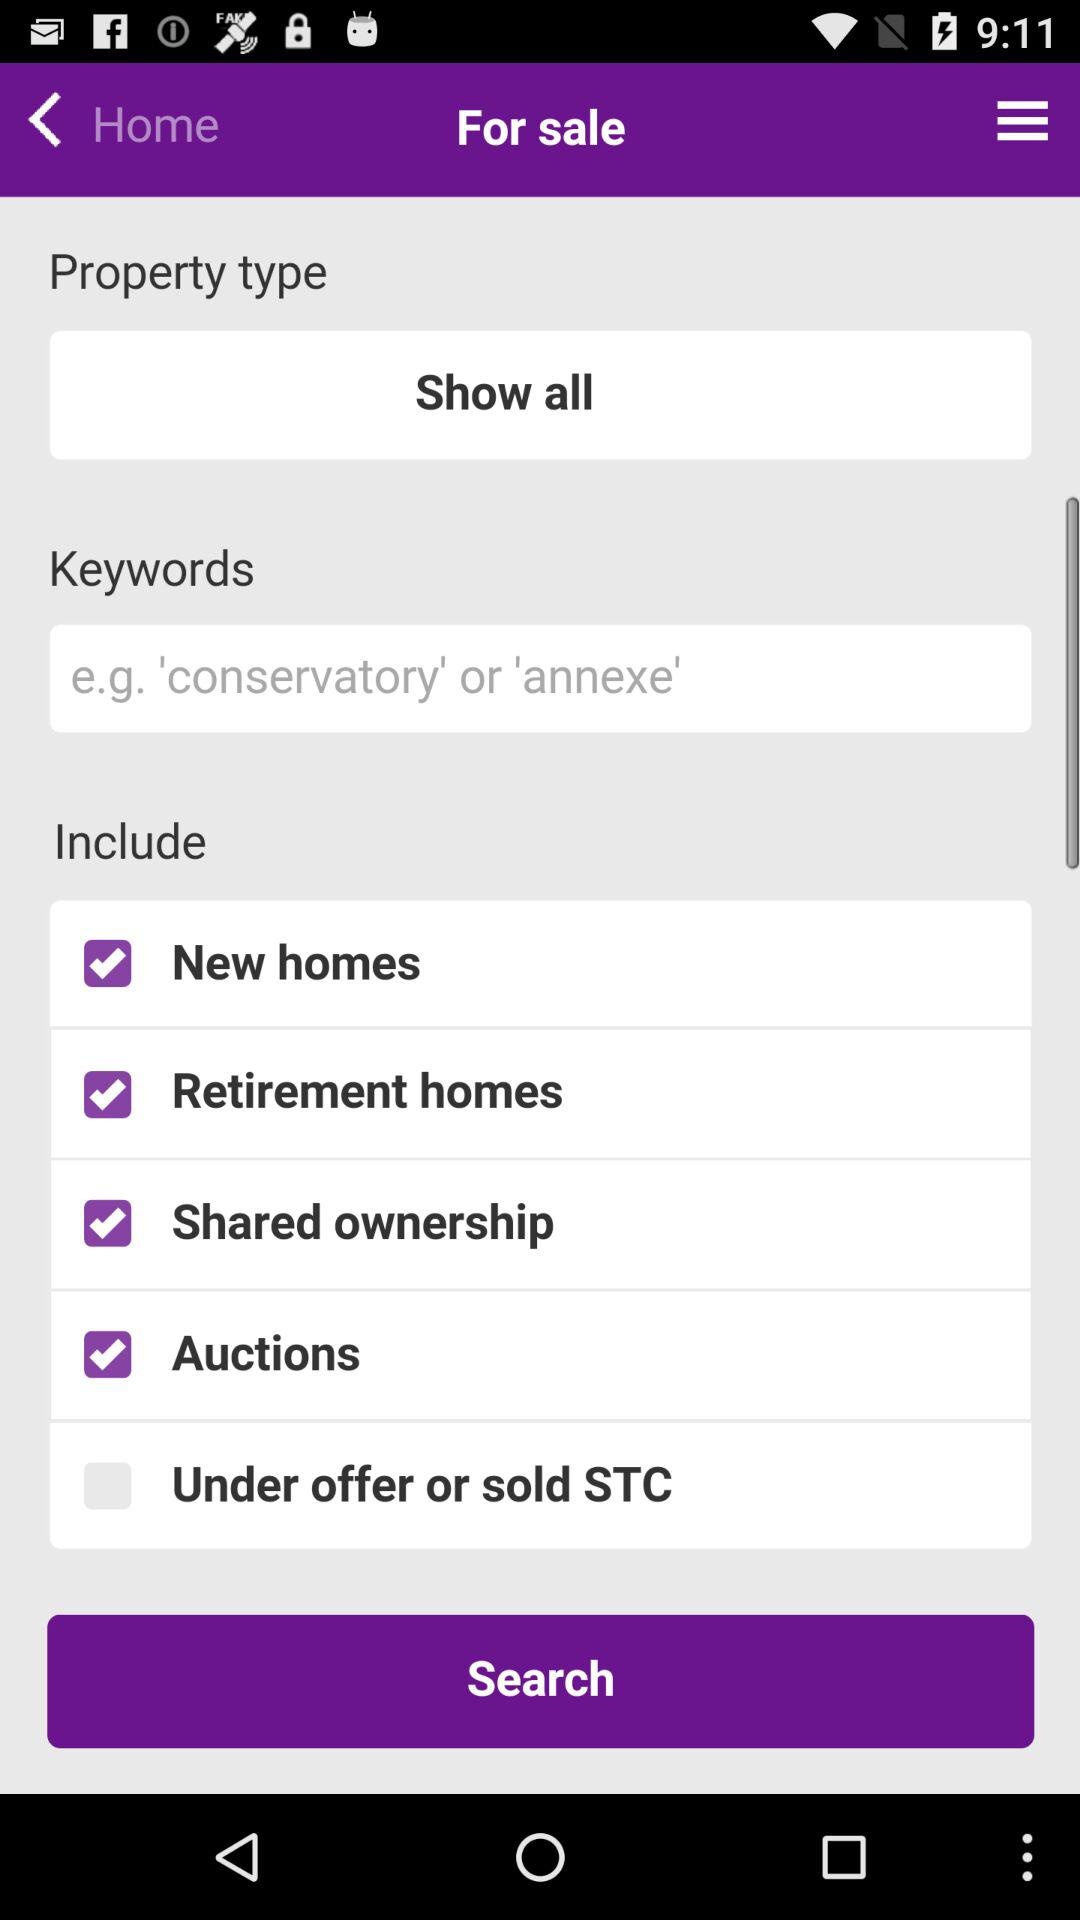 FAKE
9:11
Home
For sale
Property type
Show all
Keywords
e.g. 'conservatory' or 'annexe'
Include
New homes
Retirement homes
Shared ownership
Auctions
Under offer or sold STC
Search